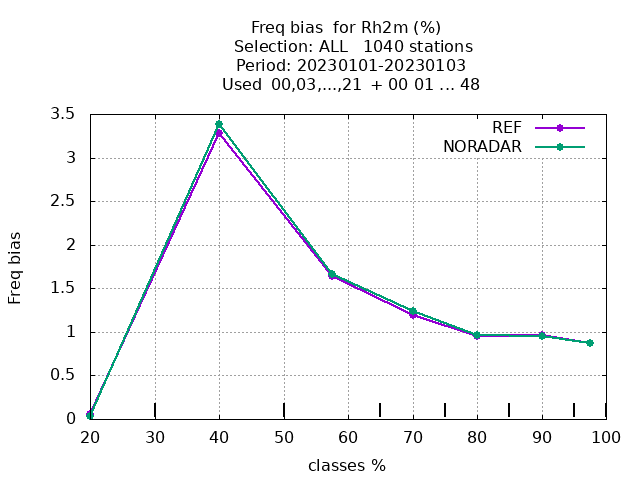 Freq bias  for Rh2m (%)
Selection: ALL   1040 stations
Period: 20230101-20230103
Used  00,03,...,21  + 00 01 ... 48
REF
NORADAR
3.5
3
2.5
2
1.5
1
0.5
0
Freq bias
20 30 40 50 60 70 80 90 100
classes %